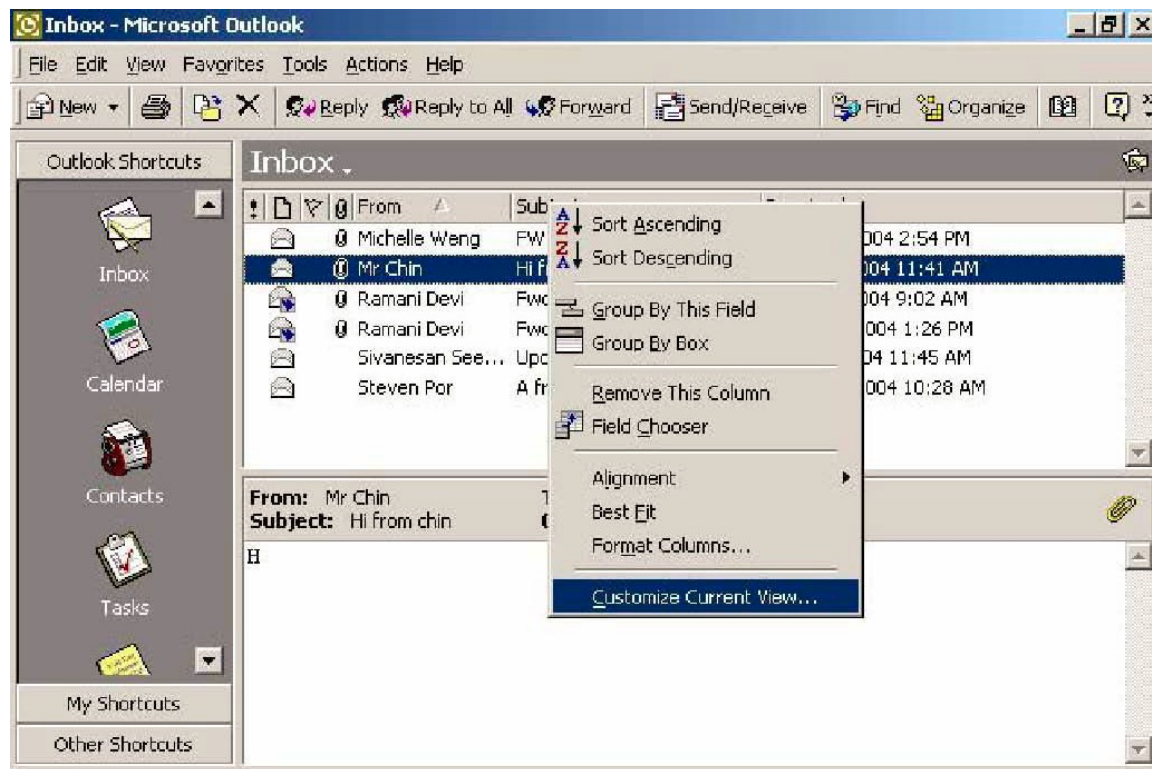 Inbox - Microsoft Outlook
File Edit View Favorites Tools Actions Help
New Reply Reply to All Forward Send/Receive Find Organize
Outlook Shortcuts
Inbox
Calendar
Contacts
Tasks
My Shortcuts
Other Shortcuts
Inbox
From Sub
Michelle Weng FW 004 2:54 PM
Mr Chin Hi f 004 11:41 AM
Ramani Devi Fwd 004 9:02 AM
Ramani Devi Fwd 004 1:26 PM
Sivanesan See... Upd 04 11:45 AM
Steven Por A fr 004 10:28 AM
Sort Ascending
Sort Descending
Group By This Field
Group By Box
Remove This Column
Field Chooser
Alignment
Best Fit
Format Columns...
Customize Current View...
From: Mr Chin
Subject: Hi from chin
H